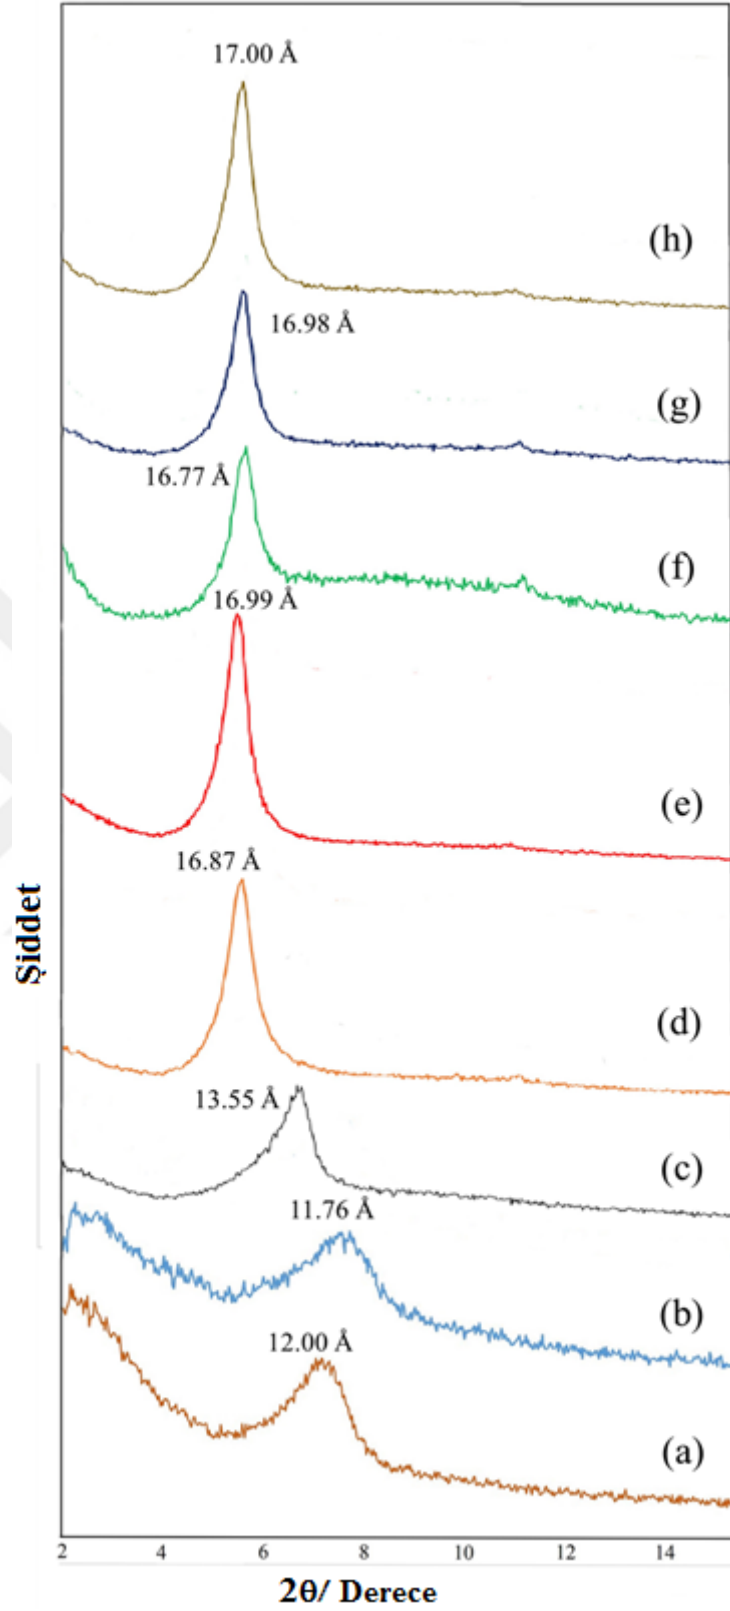 17.00 Å
(h)
16.98 Å
(g)
16.77 Å
(f)
16.99 Å
(e)
16.87 Å
(d)
13.55 Å
(c)
11.76 Å
(b)
12.00 Å
(a)
Şiddet
2 4 6 8 10 12 14
2θ/ Derece